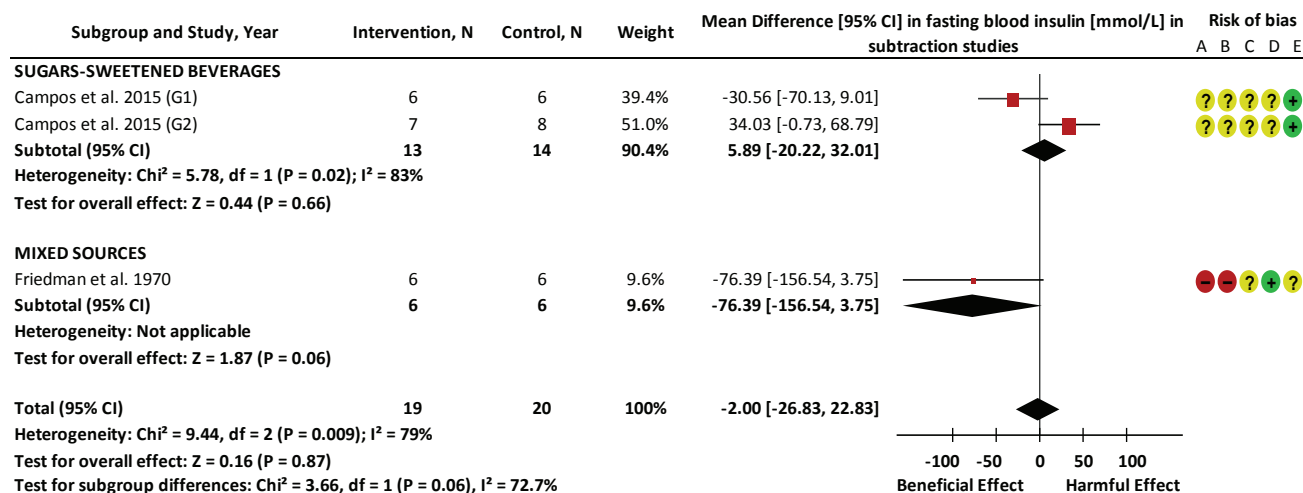 Subgroup and Study, Year Intervention, N Control, N Weight Mean Difference [95% CI] in fasting blood insulin [mmol/L] in subtraction studies Risk of bias
A B C D E
SUGARS-SWEETENED BEVERAGES
Campos et al. 2015 (G1) 6 6 39.4% -30.56 [-70.13, 9.01] ? ? ? ? +
Campos et al. 2015 (G2) 7 8 51.0% 34.03 [-0.73, 68.79] ? ? ? ? +
Subtotal (95% CI) 13 14 90.4% 5.89 [-20.22, 32.01]
Heterogeneity: Chi² = 5.78, df = 1 (P = 0.02); I² = 83%
Test for overall effect: Z = 0.44 (P = 0.66)
MIXED SOURCES
Friedman et al. 1970 6 6 9.6% -76.39 [-156.54, 3.75] − − ? + ?
Subtotal (95% CI) 6 6 9.6% -76.39 [-156.54, 3.75]
Heterogeneity: Not applicable
Test for overall effect: Z = 1.87 (P = 0.06)
Total (95% CI) 19 20 100% -2.00 [-26.83, 22.83]
Heterogeneity: Chi² = 9.44, df = 2 (P = 0.009); I² = 79%
Test for overall effect: Z = 0.16 (P = 0.87)
Test for subgroup differences: Chi² = 3.66, df = 1 (P = 0.06), I² = 72.7%
-100 -50 0 50 100
Beneficial Effect Harmful Effect